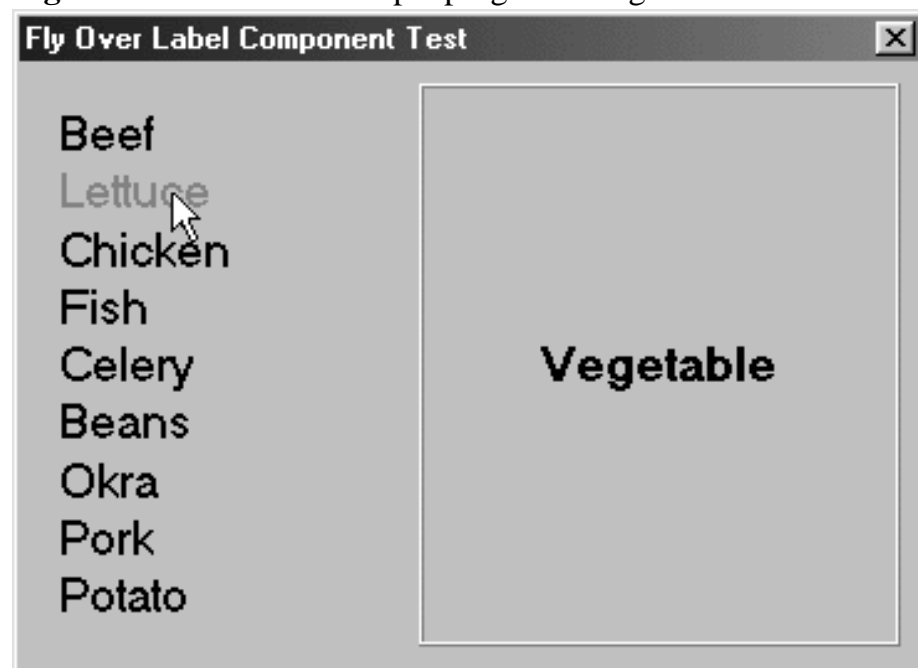 Fly Over Label Component Test
Beef
Lettuce
Chicken
Fish
Celery
Beans
Okra
Pork
Potato
Vegetable